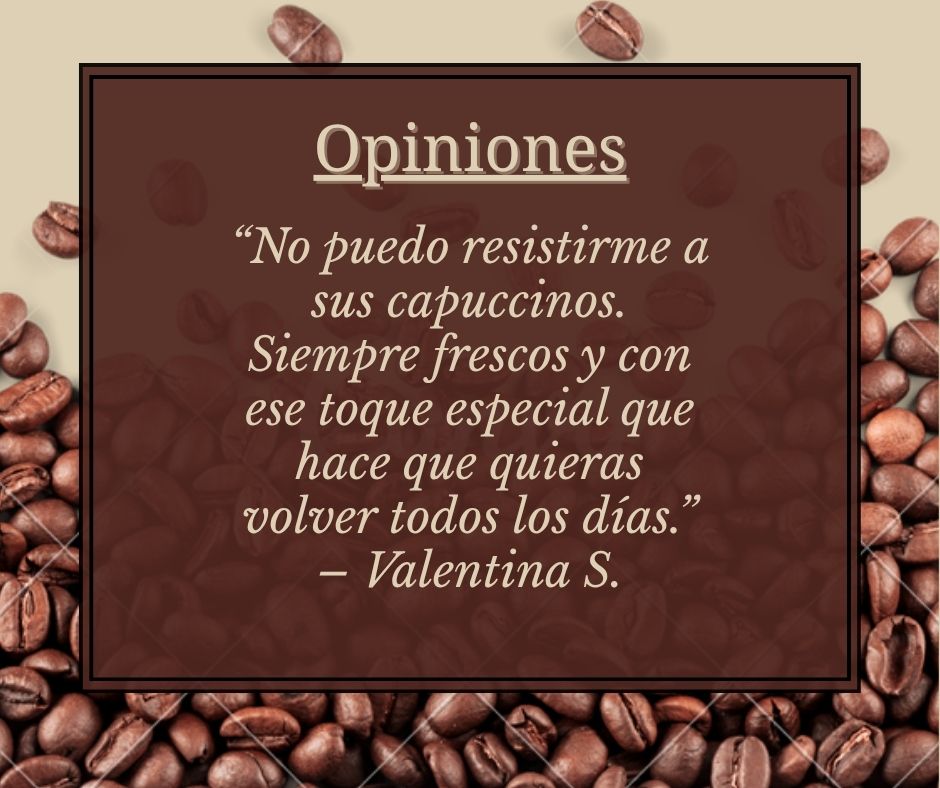 Opiniones
“No puedo resistirme a
sus capuccinos.
Siempre frescos y con
ese toque especial que
hace que quieras
volver todos los días.”
– Valentina S.